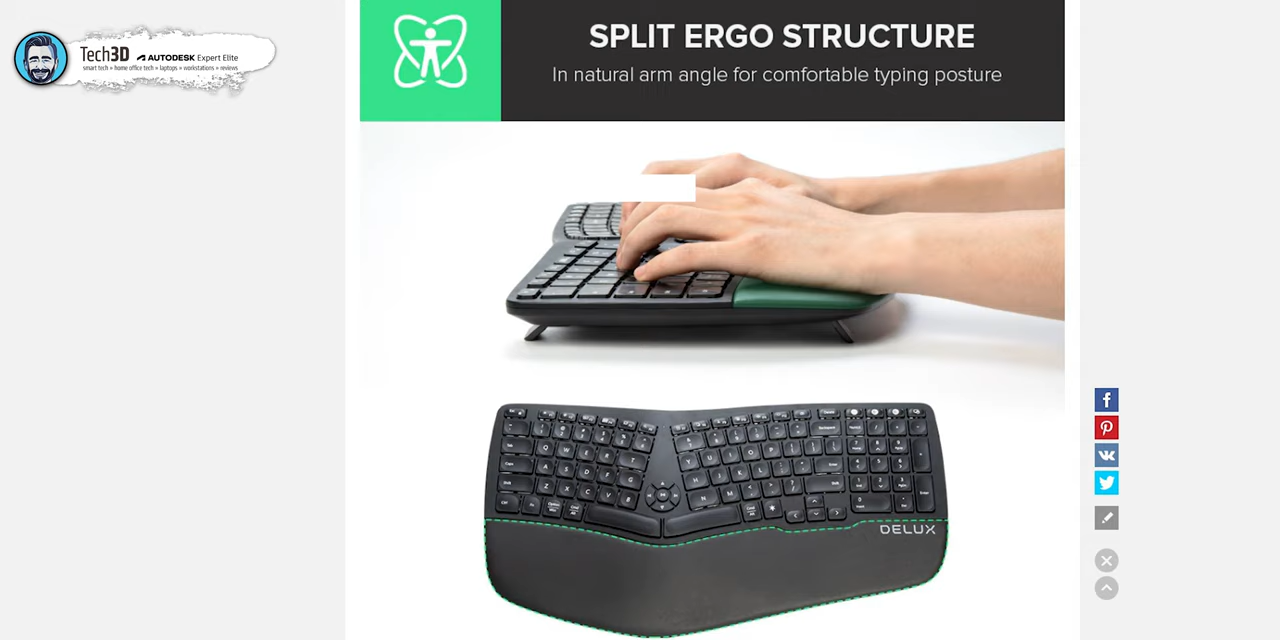 SPLIT ERGO STRUCTURE
In natural arm angle for comfortable typing posture
Tech3D AUTODESK Expert Elite
smart tech » home office tech » laptops » workstations » reviews
DELUX